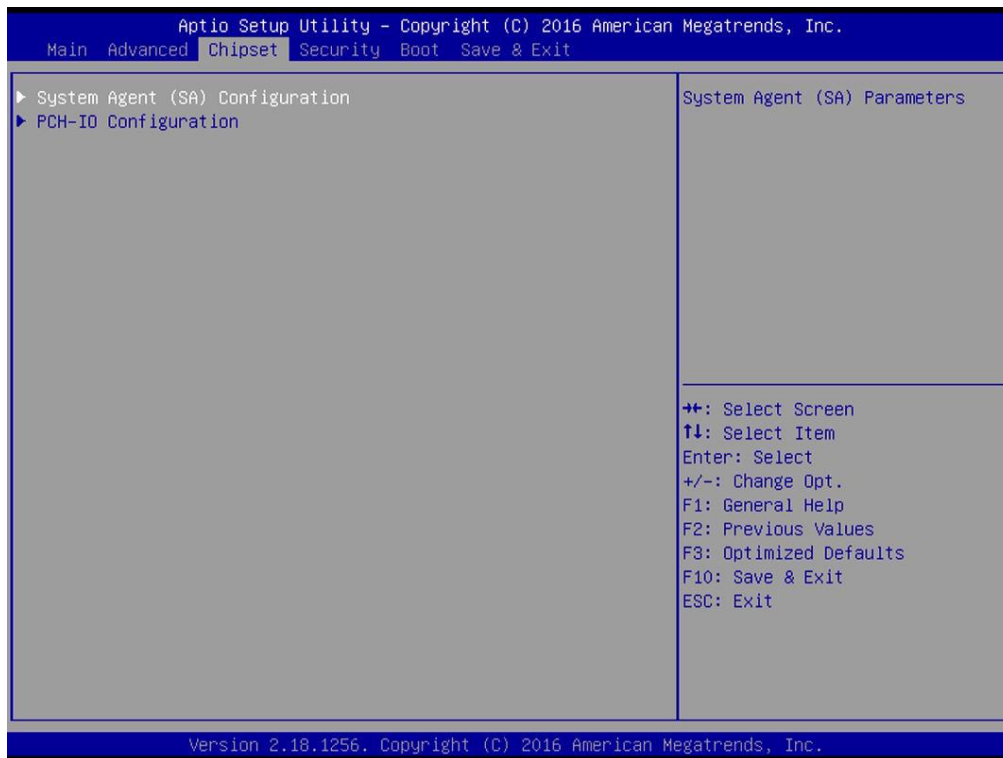 Aptio Setup Utility – Copyright (C) 2016 American Megatrends, Inc.
Main Advanced Chipset Security Boot Save & Exit
▶ System Agent (SA) Configuration
▶ PCH-IO Configuration
System Agent (SA) Parameters
→←: Select Screen
↑↓: Select Item
Enter: Select
+/-: Change Opt.
F1: General Help
F2: Previous Values
F3: Optimized Defaults
F10: Save & Exit
ESC: Exit
Version 2.18.1256. Copyright (C) 2016 American Megatrends, Inc.